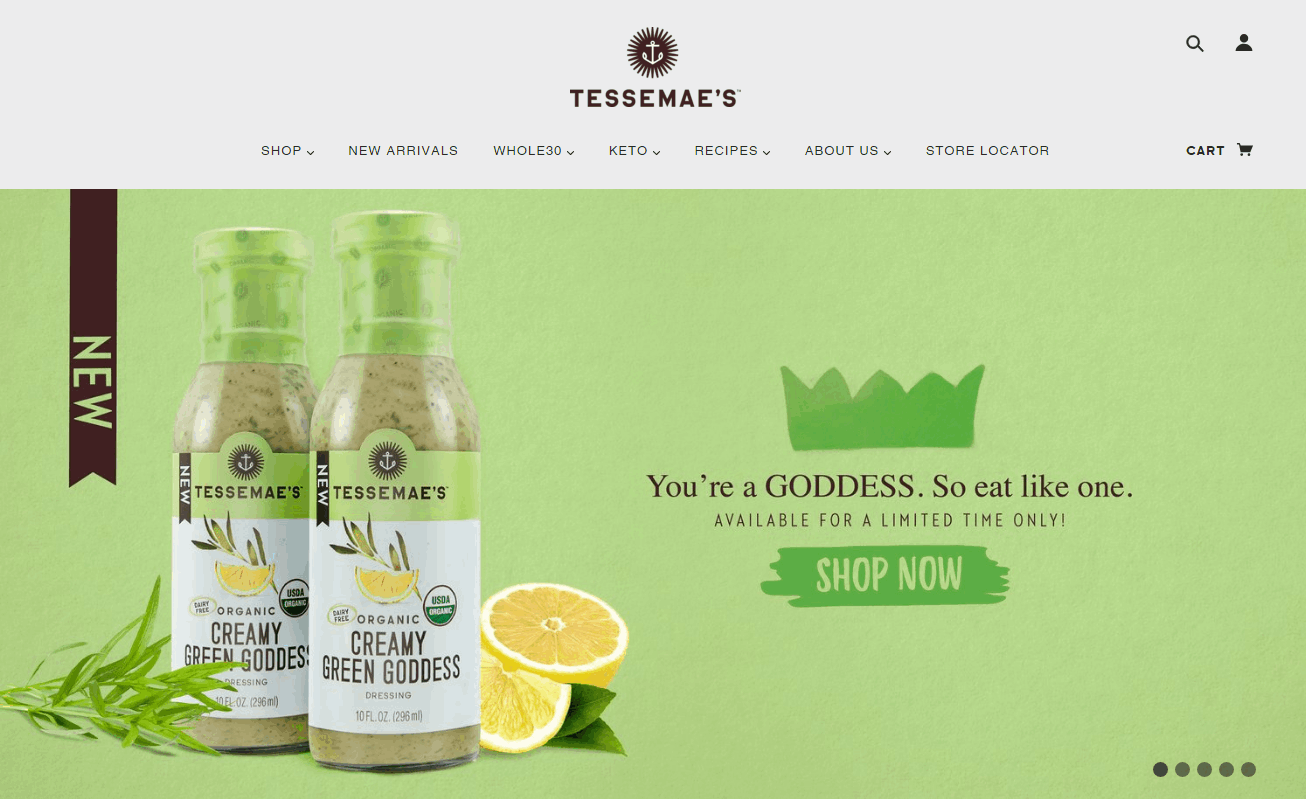 TESSEMAE'S™
SHOP
NEW ARRIVALS
WHOLE30
KETO
RECIPES
ABOUT US
STORE LOCATOR
CART
NEW
NEW
TESSEMAE'S
DAIRY
FREE
USDA
ORGANIC
ORGANIC
CREAMY
GREEN GODDES
DRESSING
10 FL. OZ. (296 ml)
NEW
TESSEMAE'S
DAIRY
FREE
USDA
ORGANIC
ORGANIC
CREAMY
GREEN GODDESS
DRESSING
10 FL. OZ. (296 ml)
You're a GODDESS. So eat like one.
AVAILABLE FOR A LIMITED TIME ONLY!
SHOP NOW